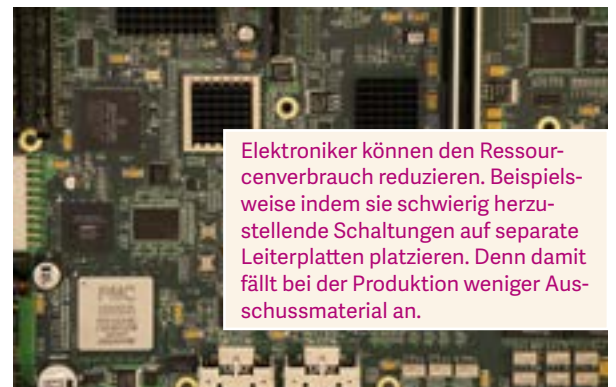 Elektroniker können den Ressour-
cenverbrauch reduzieren. Beispiels-
weise indem sie schwierig herzu-
stellende Schaltungen auf separate
Leiterplatten platzieren. Denn damit
fällt bei der Produktion weniger Aus-
schussmaterial an.
PMC